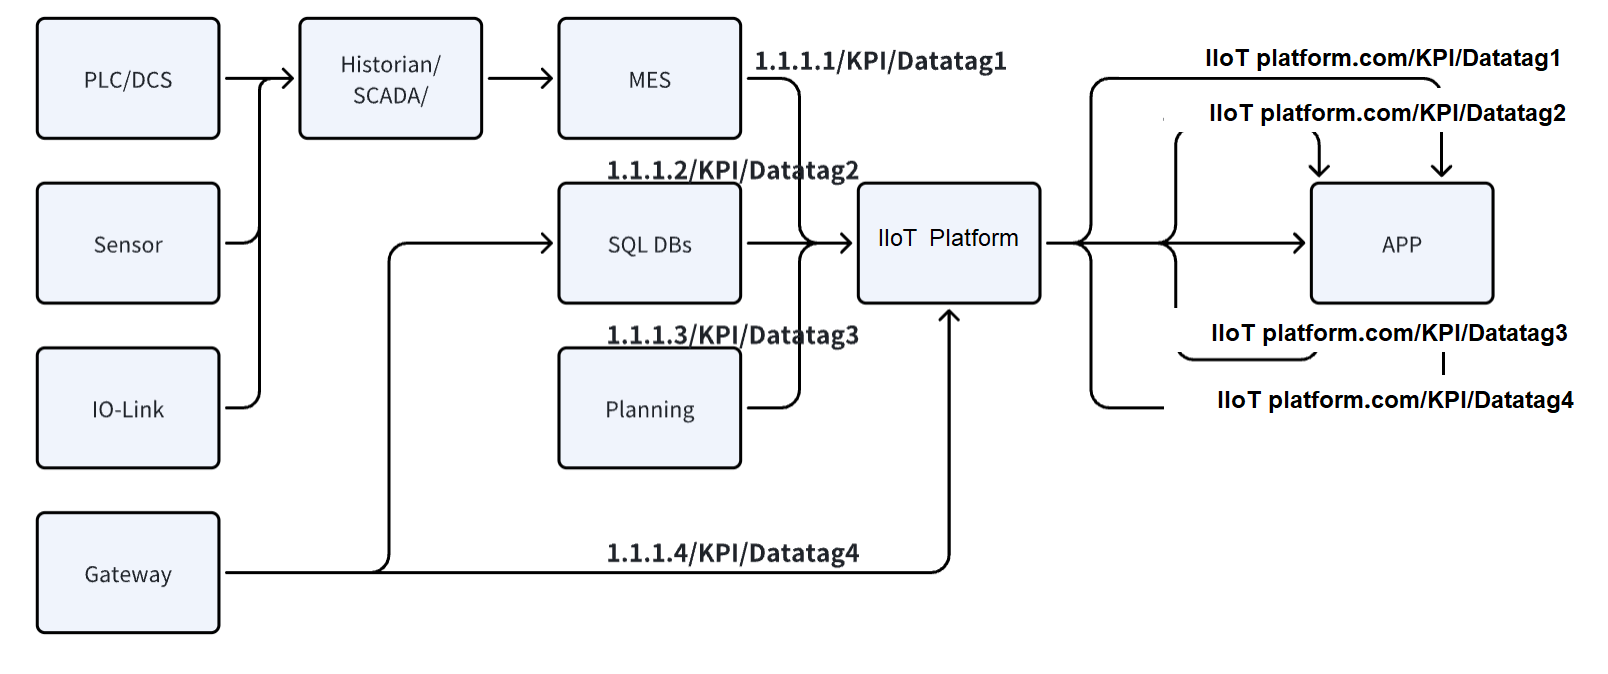 PLC/DCS
Historian/
SCADA/
MES
1.1.1.1/KPI/Datatag1
IIoT platform.com/KPI/Datatag1
IIoT platform.com/KPI/Datatag2
1.1.1.2/KPI/Datatag2
Sensor
SQL DBs
IIoT Platform
APP
1.1.1.3/KPI/Datatag3
IIoT platform.com/KPI/Datatag3
IO-Link
Planning
IIoT platform.com/KPI/Datatag4
1.1.1.4/KPI/Datatag4
Gateway